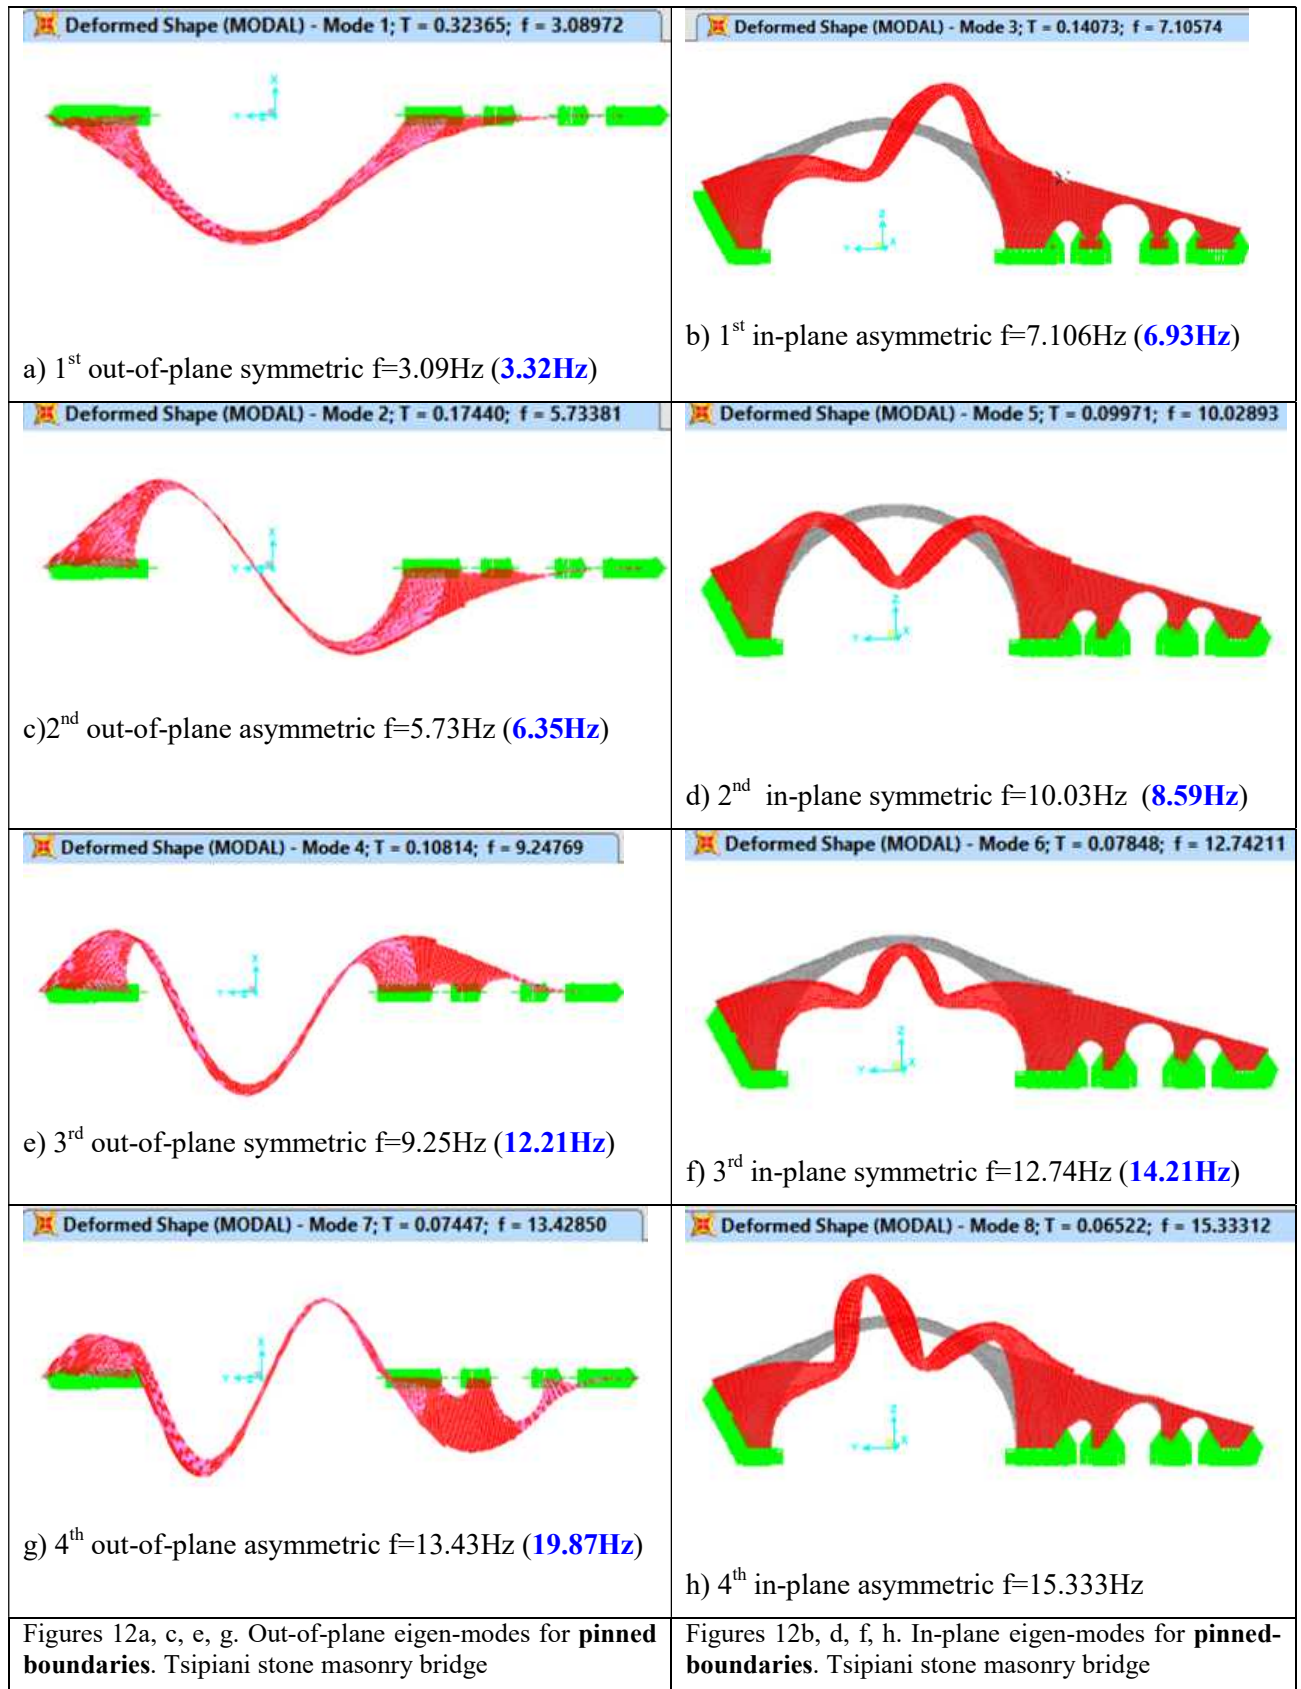 Deformed Shape (MODAL) - Mode 1; T = 0.32365; f = 3.08972
X
Y
a) 1st out-of-plane symmetric f=3.09Hz (3.32Hz)
Deformed Shape (MODAL) - Mode 3; T = 0.14073; f = 7.10574
Z
Y X
b) 1st in-plane asymmetric f=7.106Hz (6.93Hz)
Deformed Shape (MODAL) - Mode 2; T = 0.17440; f = 5.73381
X
Y
c)2nd out-of-plane asymmetric f=5.73Hz (6.35Hz)
Deformed Shape (MODAL) - Mode 5; T = 0.09971; f = 10.02893
Z
Y X
d) 2nd in-plane symmetric f=10.03Hz (8.59Hz)
Deformed Shape (MODAL) - Mode 4; T = 0.10814; f = 9.24769
X
Y
e) 3rd out-of-plane symmetric f=9.25Hz (12.21Hz)
Deformed Shape (MODAL) - Mode 6; T = 0.07848; f = 12.74211
Z
Y X
f) 3rd in-plane symmetric f=12.74Hz (14.21Hz)
Deformed Shape (MODAL) - Mode 7; T = 0.07447; f = 13.42850
X
Y
g) 4th out-of-plane asymmetric f=13.43Hz (19.87Hz)
Deformed Shape (MODAL) - Mode 8; T = 0.06522; f = 15.33312
Z
Y X
h) 4th in-plane asymmetric f=15.333Hz
Figures 12a, c, e, g. Out-of-plane eigen-modes for pinned
boundaries. Tsipiani stone masonry bridge
Figures 12b, d, f, h. In-plane eigen-modes for pinned-
boundaries. Tsipiani stone masonry bridge